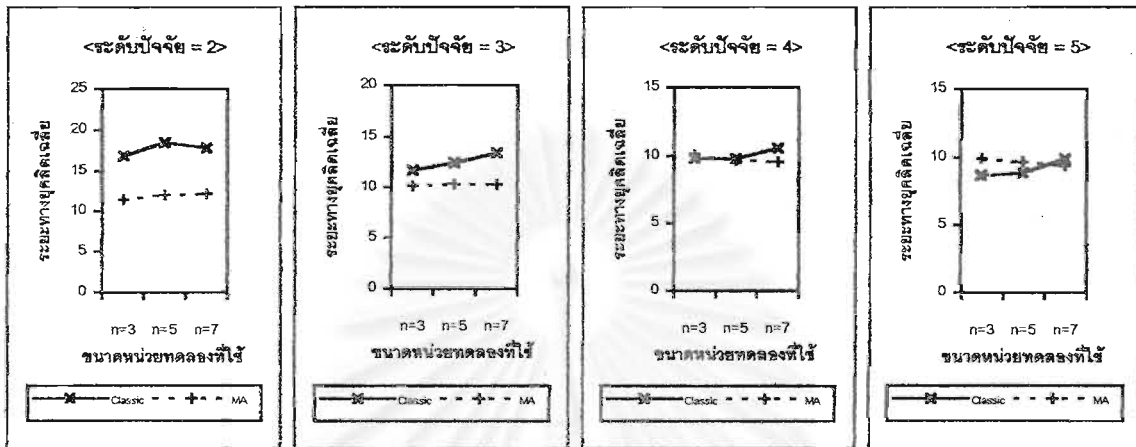 <ระดับปัจจัย = 2>
ระยะทางยุคลิดเฉลี่ย
25
20
15
10
5
0
n=3 n=5 n=7
ขนาดหน่วยทดลองที่ใช้
Classic MA
<ระดับปัจจัย = 3>
ระยะทางยุคลิดเฉลี่ย
20
15
10
5
0
n=3 n=5 n=7
ขนาดหน่วยทดลองที่ใช้
Classic MA
<ระดับปัจจัย = 4>
ระยะทางยุคลิดเฉลี่ย
15
10
5
0
n=3 n=5 n=7
ขนาดหน่วยทดลองที่ใช้
Classic MA
<ระดับปัจจัย = 5>
ระยะทางยุคลิดเฉลี่ย
15
10
5
0
n=3 n=5 n=7
ขนาดหน่วยทดลองที่ใช้
Classic MA